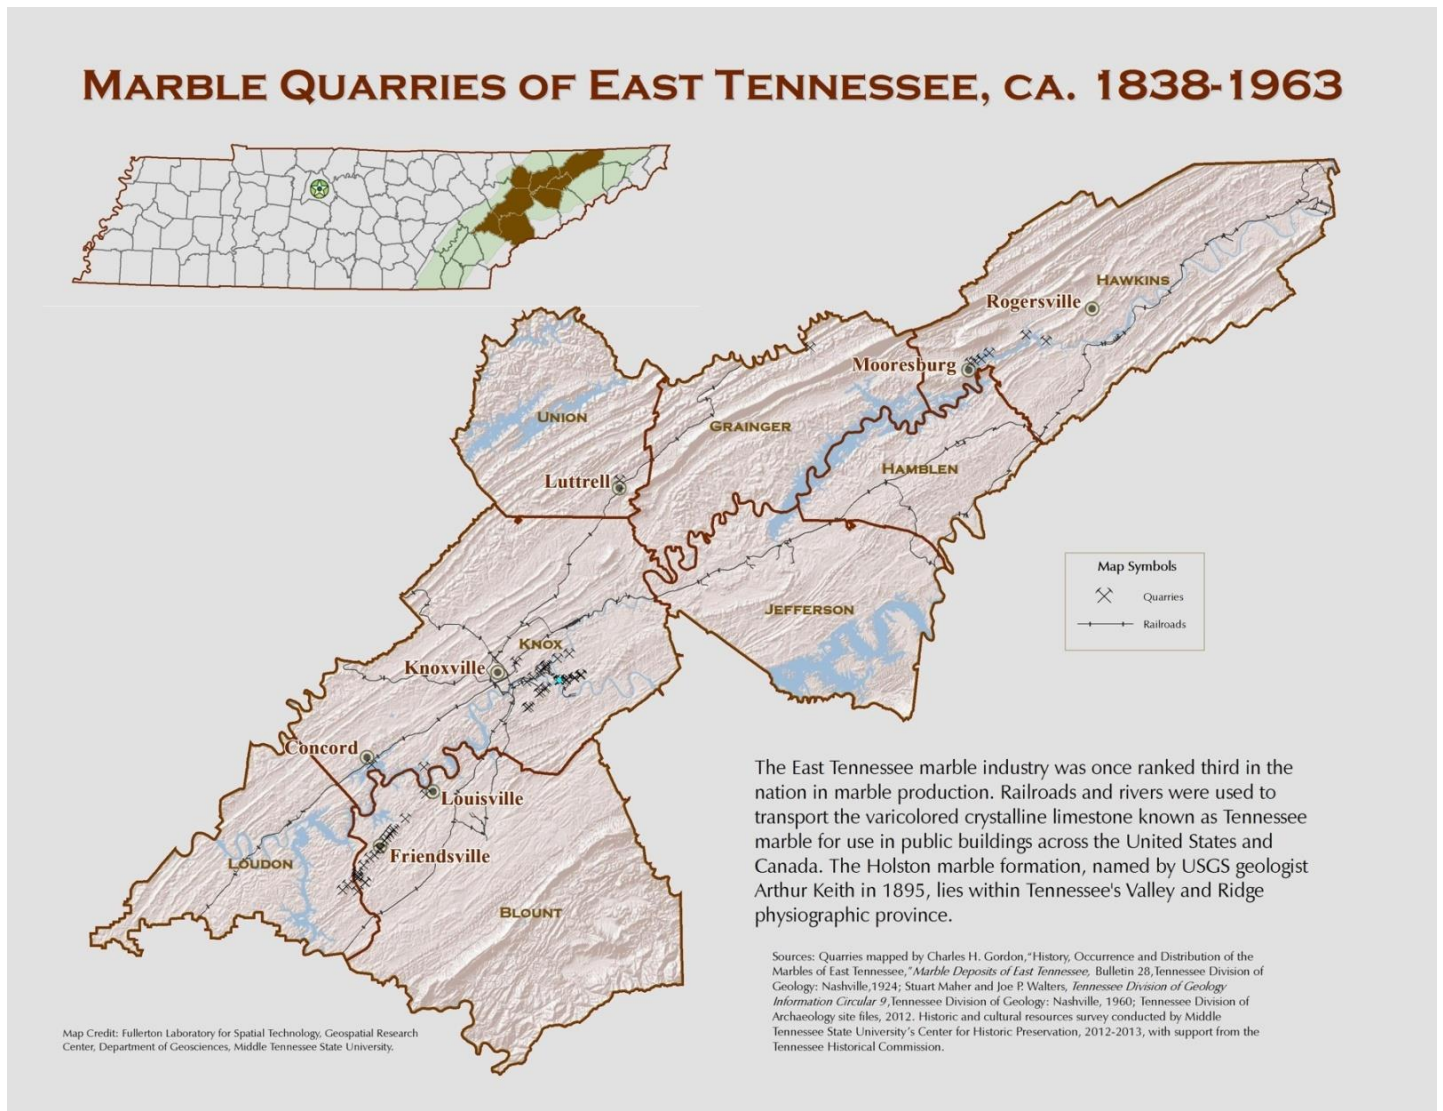 MARBLE QUARRIES OF EAST TENNESSEE, CA. 1838-1963
HAWKINS
Rogersville
Mooresburg
UNION
GRAINGER
HAMBLEN
Luttrell
Map Symbols
Quarries
Railroads
JEFFERSON
KNOX
Knoxville
Concord
Louisville
Friendsville
LOUDON
BLOUNT
The East Tennessee marble industry was once ranked third in the
nation in marble production. Railroads and rivers were used to
transport the varicolored crystalline limestone known as Tennessee
marble for use in public buildings across the United States and
Canada. The Holston marble formation, named by USGS geologist
Arthur Keith in 1895, lies within Tennessee's Valley and Ridge
physiographic province.
Sources: Quarries mapped by Charles H. Gordon,"History, Occurrence and Distribution of the
Marbles of East Tennessee,"Marble Deposits of East Tennessee, Bulletin 28,Tennessee Division of
Geology: Nashville,1924; Stuart Maher and Joe P. Walters, Tennessee Division of Geology
Information Circular 9,Tennessee Division of Geology: Nashville, 1960; Tennessee Division of
Archaeology site files, 2012. Historic and cultural resources survey conducted by Middle
Tennessee State University's Center for Historic Preservation, 2012-2013, with support from the
Tennessee Historical Commission.
Map Credit: Fullerton Laboratory for Spatial Technology, Geospatial Research
Center, Department of Geosciences, Middle Tennessee State University.